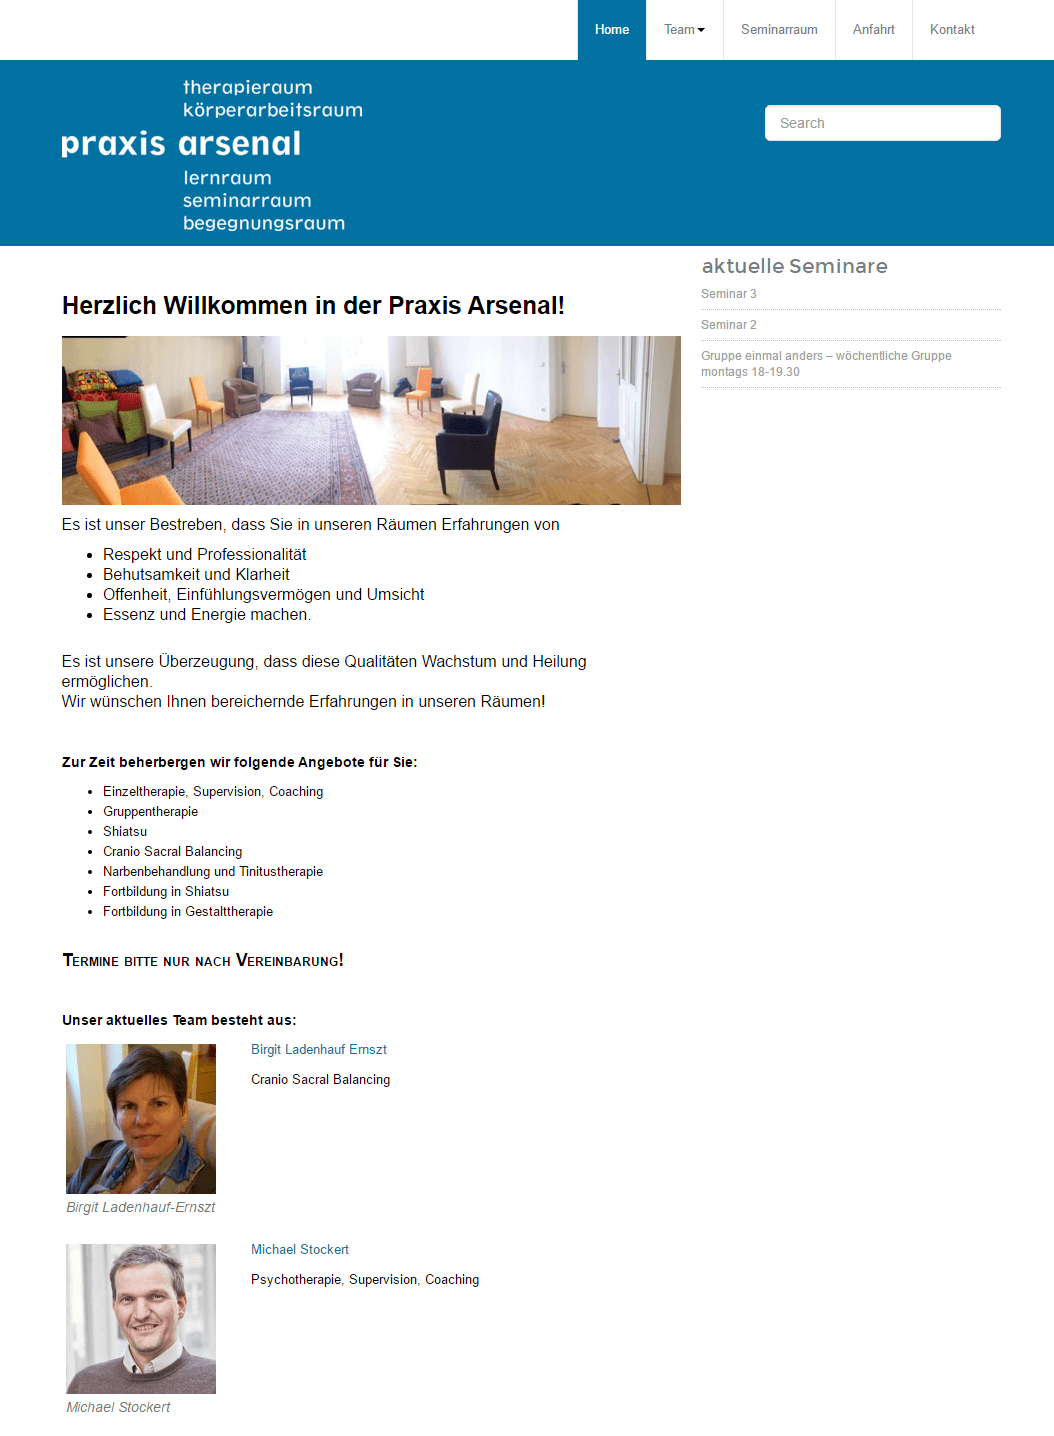 Home
Team
Seminarraum
Anfahrt
Kontakt
therapieraum
körperarbeitsraum
praxis arsenal
lernraum
seminarraum
begegnungsraum
Search
aktuelle Seminare
Seminar 3
Seminar 2
Gruppe einmal anders – wöchentliche Gruppe
montags 18-19.30
Herzlich Willkommen in der Praxis Arsenal!
Es ist unser Bestreben, dass Sie in unseren Räumen Erfahrungen von
Respekt und Professionalität
Behutsamkeit und Klarheit
Offenheit, Einfühlungsvermögen und Umsicht
Essenz und Energie machen.
Es ist unsere Überzeugung, dass diese Qualitäten Wachstum und Heilung
ermöglichen.
Wir wünschen Ihnen bereichernde Erfahrungen in unseren Räumen!
Zur Zeit beherbergen wir folgende Angebote für Sie:
Einzeltherapie, Supervision, Coaching
Gruppentherapie
Shiatsu
Cranio Sacral Balancing
Narbenbehandlung und Tinitustherapie
Fortbildung in Shiatsu
Fortbildung in Gestalttherapie
Termine bitte nur nach Vereinbarung!
Unser aktuelles Team besteht aus:
Birgit Ladenhauf Ernszt
Cranio Sacral Balancing
Birgit Ladenhauf-Ernszt
Michael Stockert
Psychotherapie, Supervision, Coaching
Michael Stockert